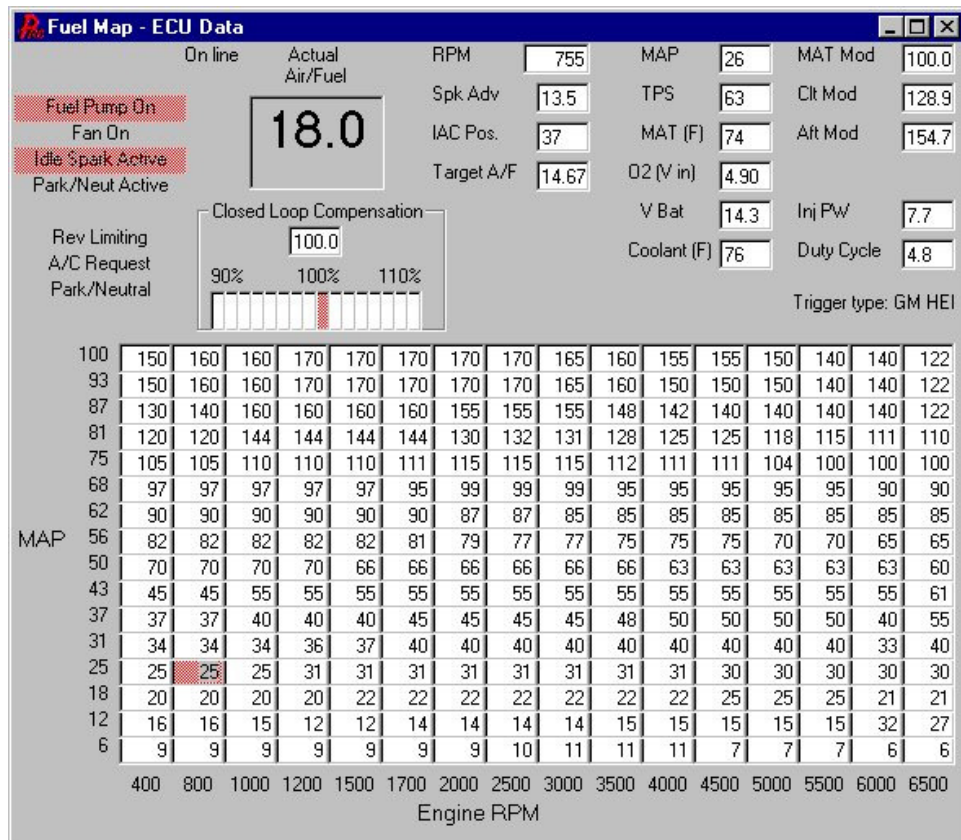 Fuel Map - ECU Data
On line
Actual Air/Fuel
18.0
Fuel Pump On
Fan On
Idle Spark Active
Park/Neut Active
Rev Limiting
A/C Request
Park/Neutral
Closed Loop Compensation
100.0
90% 100% 110%
RPM 755
Spk Adv 13.5
IAC Pos. 37
Target A/F 14.67
MAP 26
TPS 63
MAT (F) 74
O2 (V in) 4.90
V Bat 14.3
Coolant (F) 76
MAT Mod 100.0
Clt Mod 128.9
Aft Mod 154.7
Inj PW 7.7
Duty Cycle 4.8
Trigger type: GM HEI
100 150 160 160 170 170 170 170 170 165 160 155 155 150 140 140 122
93 150 160 160 170 170 170 170 170 165 160 150 150 150 140 140 122
87 130 140 160 160 160 160 155 155 155 148 142 140 140 140 140 122
81 120 120 144 144 144 144 130 132 131 128 125 125 118 115 111 110
75 105 105 110 110 110 111 115 115 115 112 111 111 104 100 100 100
68 97 97 97 97 97 95 99 99 99 95 95 95 95 95 90 90
62 90 90 90 90 90 90 87 87 85 85 85 85 85 85 85 85
MAP 56 82 82 82 82 82 81 79 77 77 75 75 75 70 70 65 65
50 70 70 70 70 66 66 66 66 66 66 63 63 63 63 63 60
43 45 45 55 55 55 55 55 55 55 55 55 55 55 55 55 61
37 37 37 40 40 40 45 45 45 45 48 50 50 50 50 40 55
31 34 34 34 36 37 40 40 40 40 40 40 40 40 40 33 40
25 25 25 25 31 31 31 31 31 31 31 31 30 30 30 30 30
18 20 20 20 20 22 22 22 22 22 22 22 25 25 25 21 21
12 16 16 15 12 12 14 14 14 14 15 15 15 15 15 32 27
6 9 9 9 9 9 9 9 10 11 11 11 7 7 7 6 6
400 800 1000 1200 1500 1700 2000 2500 3000 3500 4000 4500 5000 5500 6000 6500
Engine RPM